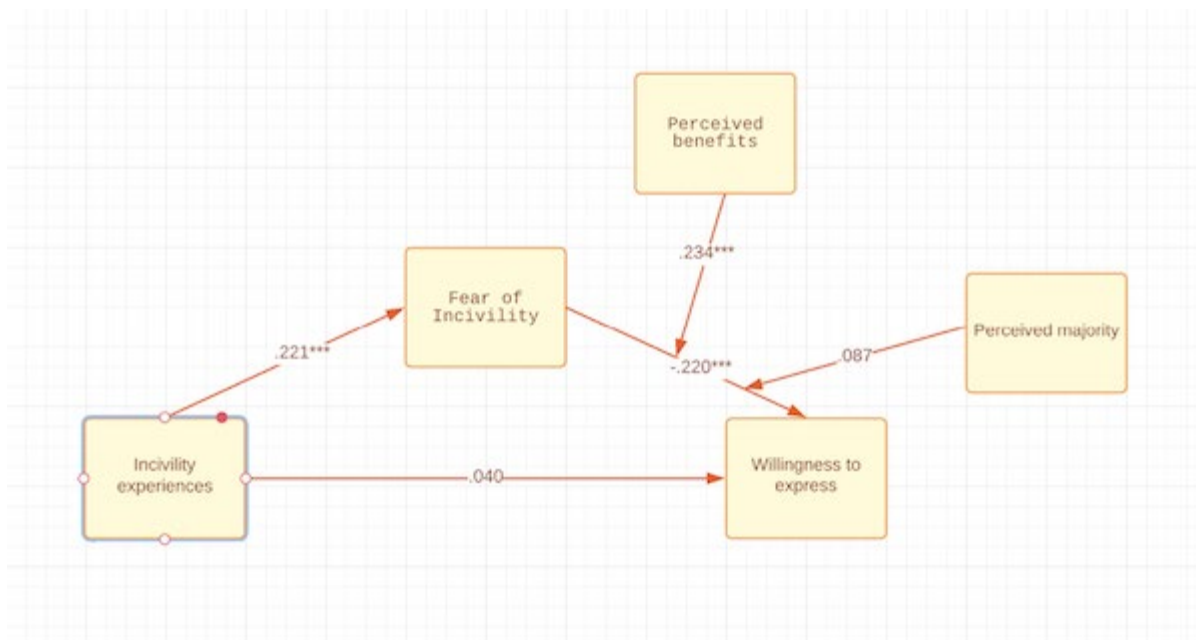 Perceived
benefits
.234***
Fear of
Incivility
Perceived majority
.221***
-.220***
.087
Incivility
experiences
.040
Willingness to
express